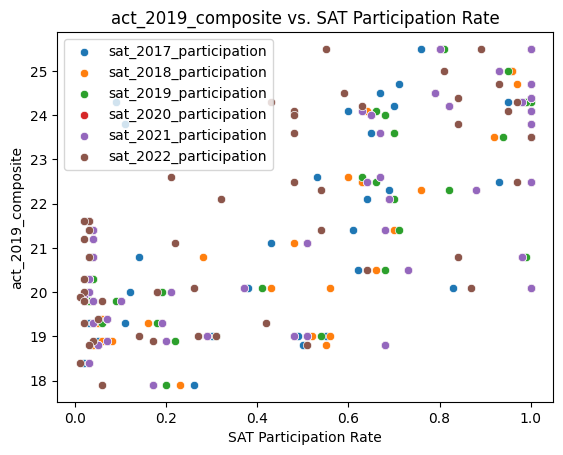 act_2019_composite vs. SAT Participation Rate
sat_2017_participation
sat_2018_participation
sat_2019_participation
sat_2020_participation
sat_2021_participation
sat_2022_participation
act_2019_composite
25
24
23
22
21
20
19
18
0.0 0.2 0.4 0.6 0.8 1.0
SAT Participation Rate